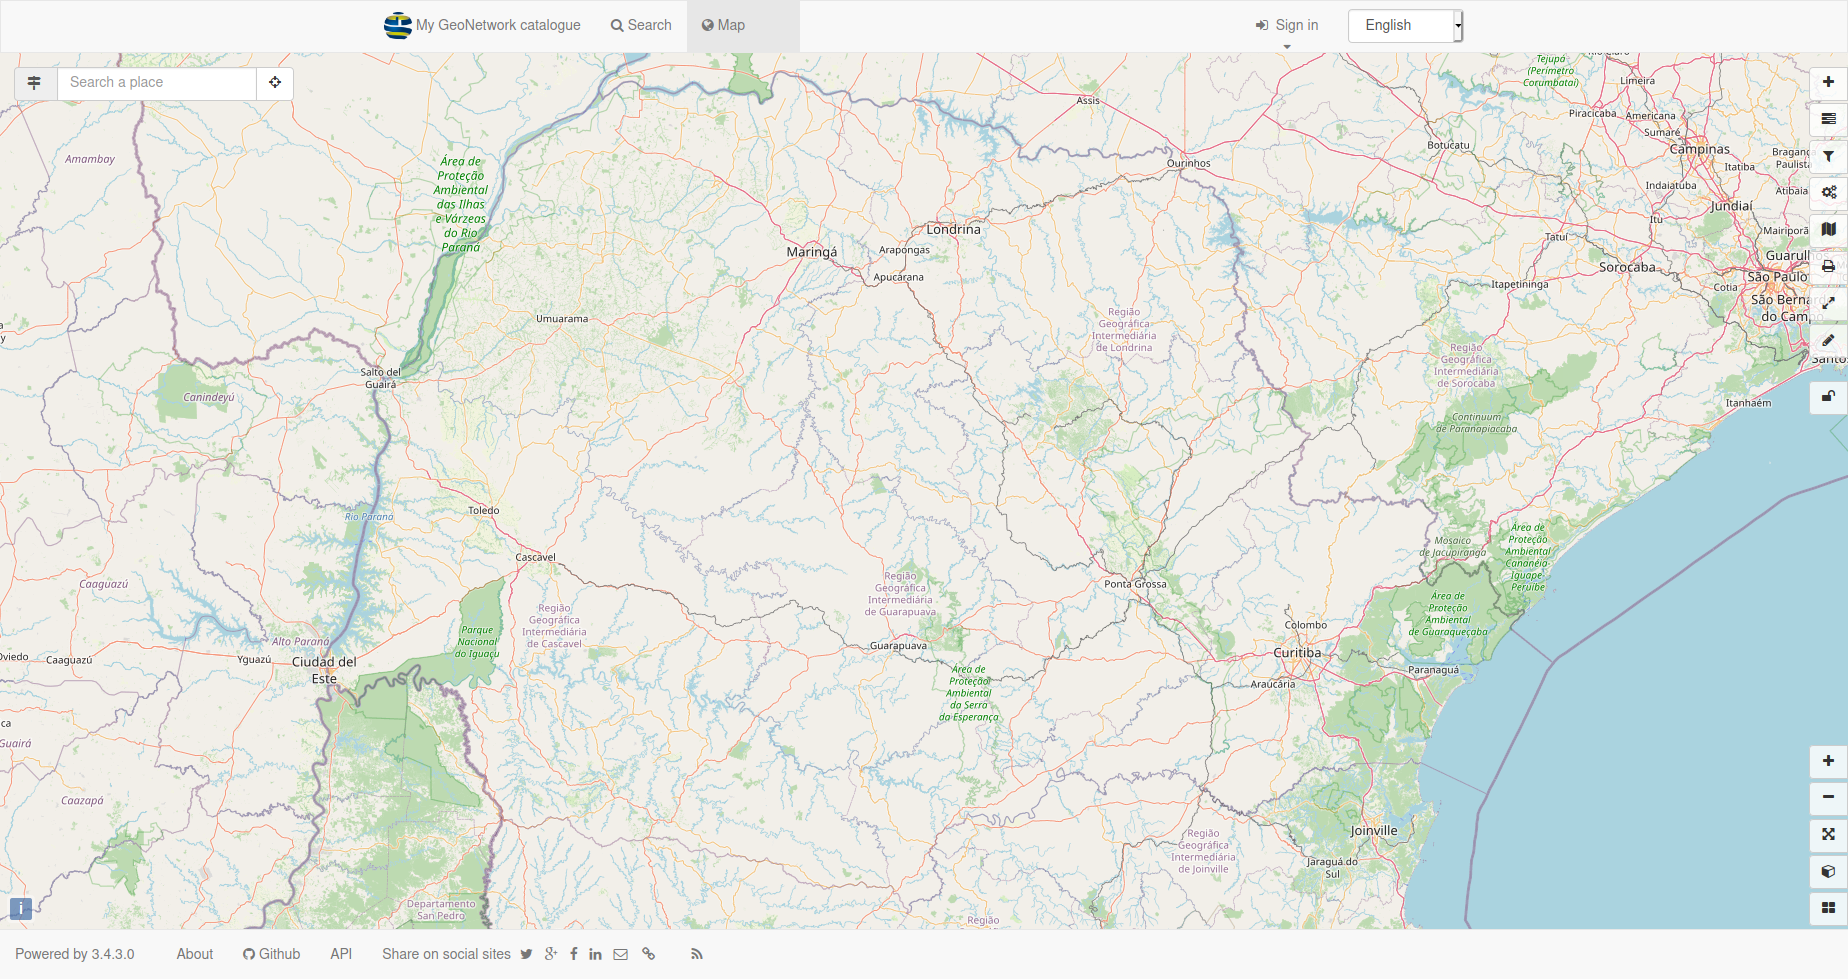 My GeoNetwork catalogue
Search
Map
Sign in
English
Search a place
Tejupá
(Perímetro
Corumbataí)
Limeira
Assis
Piracicaba
Americana
Sumaré
Botucatu
Campinas
Bragança
Paulista
Itatiba
Amambay
Ourinhos
Área de
Proteção
Ambiental
das Ilhas
e Várzeas
do Rio
Paraná
Indaiatuba
Atibaia
Jundiaí
Itu
Londrina
Mairiporã
Tatuí
Maringá
Arapongas
Guarulh
Sorocaba
Apucarana
São Paulo
Itapetininga
Cotia
São Bernar
do Camp
Umuarama
Região
Geográfica
Intermediária
de Londrina
Região
Geográfica
Intermediária
de Sorocaba
Santo
Salto del
Guairá
Canindeyú
Itanhaém
Continuum
de Paranapiacaba
Toledo
Rio Paraná
Área de
Proteção
Ambiental
Cananéia-
Iguape-
Peruíbe
Mosaico
de Jacupiranga
Cascavel
Caaguazú
Ponta Grossa
Região
Geográfica
Intermediária
de Guarapuava
Área de
Proteção
Ambiental
de Guaraqueçaba
Região
Geográfica
Intermediária
de Cascavel
Parque
Nacional
do Iguaçu
Colombo
Alto Paraná
Guarapuava
Curitiba
Oviedo
Caaguazú
Yguazú
Ciudad del
Este
Paranaguá
Área de
Proteção
Ambiental
da Serra
da Esperança
Araucária
ca
Guairá
Caazapá
Joinville
Região
Geográfica
Intermediária
de Joinville
Jaraguá do
Sul
Departamento
San Pedro
Região
i
Powered by 3.4.3.0
About
Github
API
Share on social sites